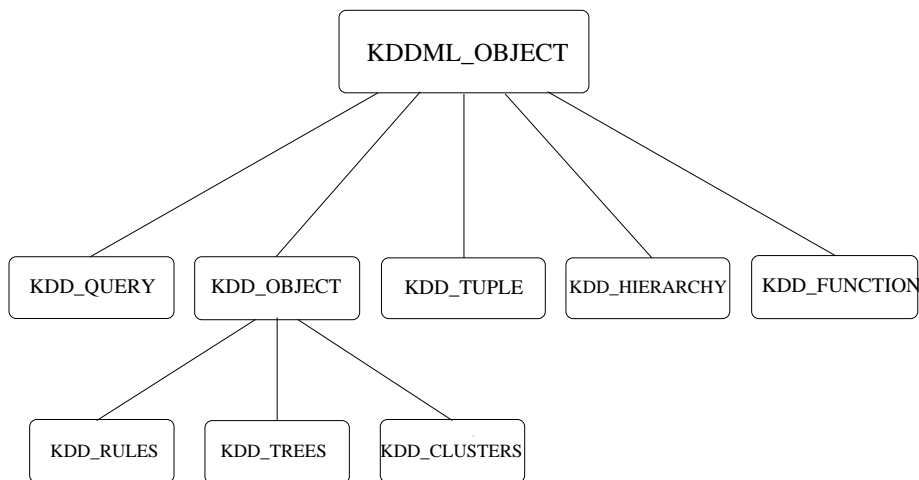 KDDML_OBJECT
KDD_QUERY
KDD_OBJECT
KDD_TUPLE
KDD_HIERARCHY
KDD_FUNCTION
KDD_RULES
KDD_TREES
KDD_CLUSTERS